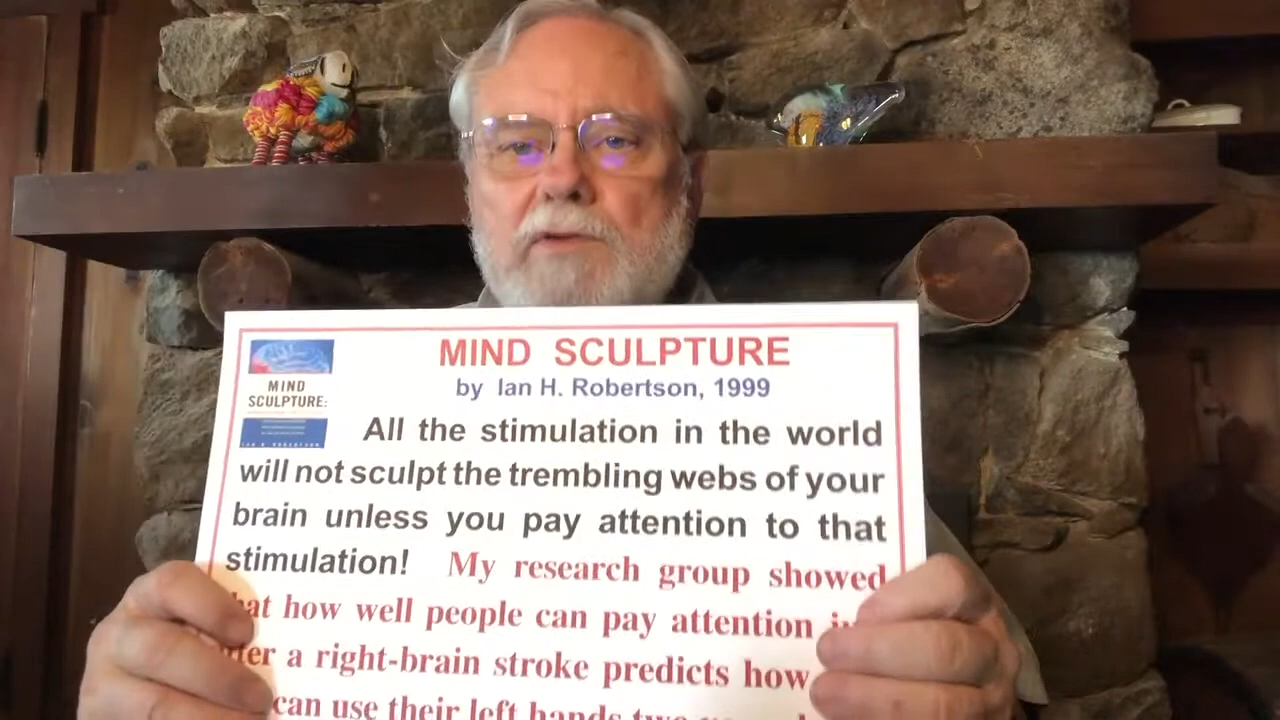 MIND SCULPTURE
by Ian H. Robertson, 1999
MIND
SCULPTURE:
All the stimulation in the world
will not sculpt the trembling webs of your
brain unless you pay attention to that
stimulation! My research group showed
how well people can pay attention
a right-brain stroke predicts how
can use their left hands